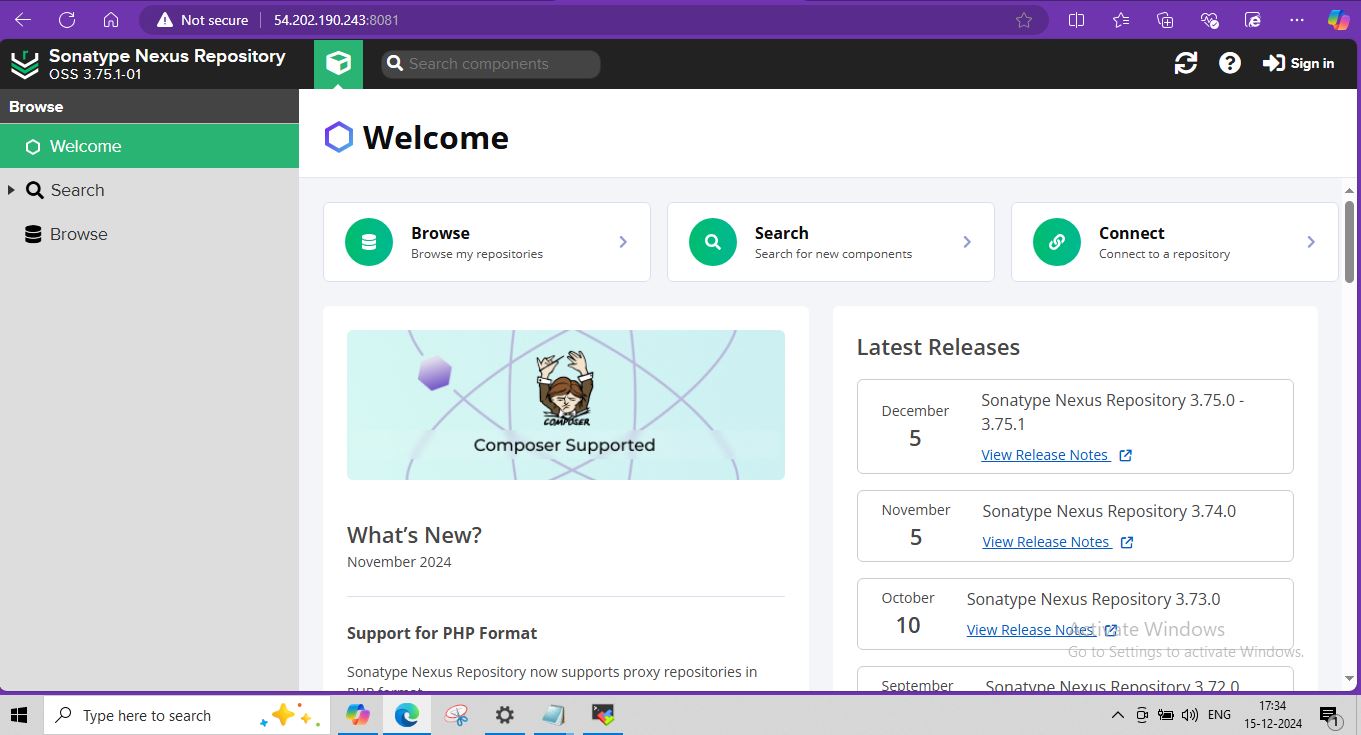 Not secure 54.202.190.243:8081
Sonatype Nexus Repository
OSS 3.75.1-01
Search components
Sign in
Browse
Welcome
Search
Browse
Welcome
Browse
Browse my repositories
Search
Search for new components
Connect
Connect to a repository
COMPOSER
Composer Supported
What's New?
November 2024
Support for PHP Format
Sonatype Nexus Repository now supports proxy repositories in
PHP format
Latest Releases
December
5
Sonatype Nexus Repository 3.75.0 -
3.75.1
View Release Notes
November
5
Sonatype Nexus Repository 3.74.0
View Release Notes
October
10
Sonatype Nexus Repository 3.73.0
View Release Notes
September
Sonatype Nexus Repository 3.72.0
Activate Windows
Go to Settings to activate Windows.
Type here to search
ENG
17:34
15-12-2024
1